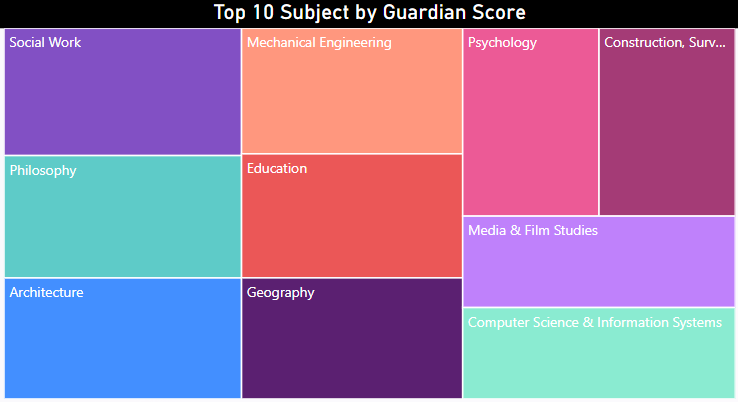 Top 10 Subject by Guardian Score
Social Work
Mechanical Engineering
Psychology
Construction, Surv...
Philosophy
Education
Media & Film Studies
Architecture
Geography
Computer Science & Information Systems